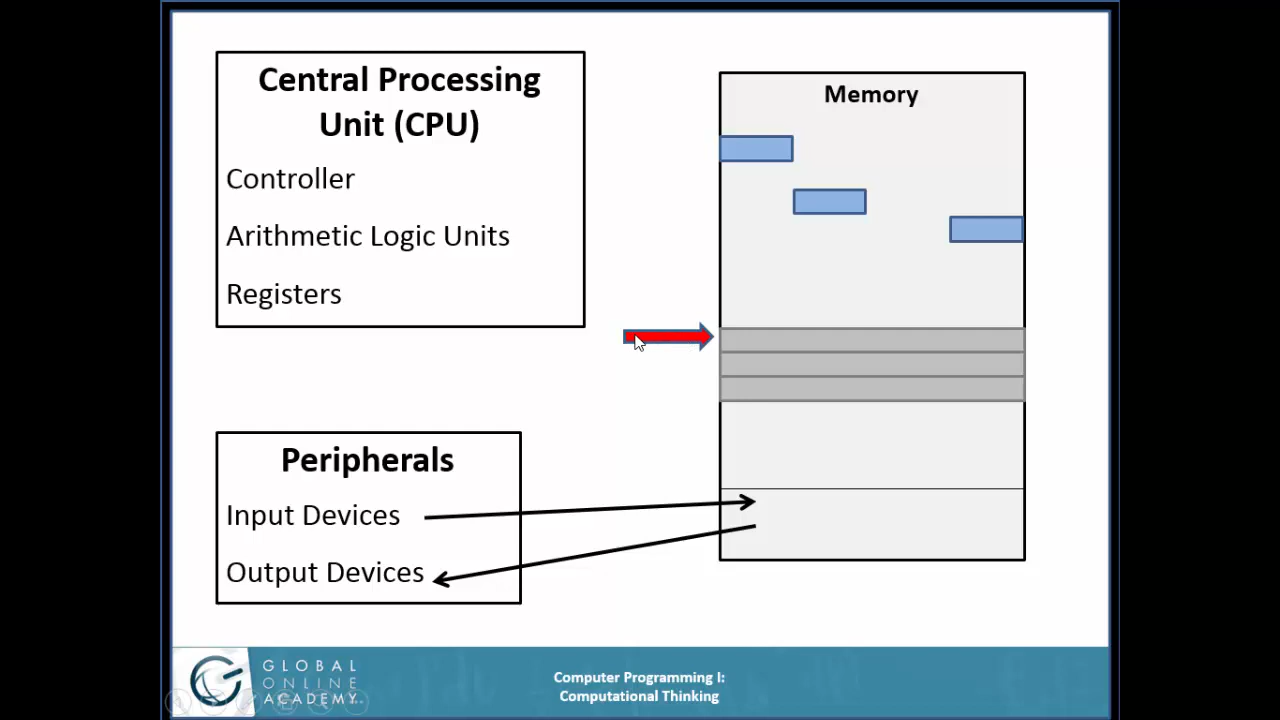 Central Processing
Unit (CPU)
Controller
Arithmetic Logic Units
Registers
Memory
Peripherals
Input Devices
Output Devices
GLOBAL
ONLINE
ACADEMY
Computer Programming I:
Computational Thinking